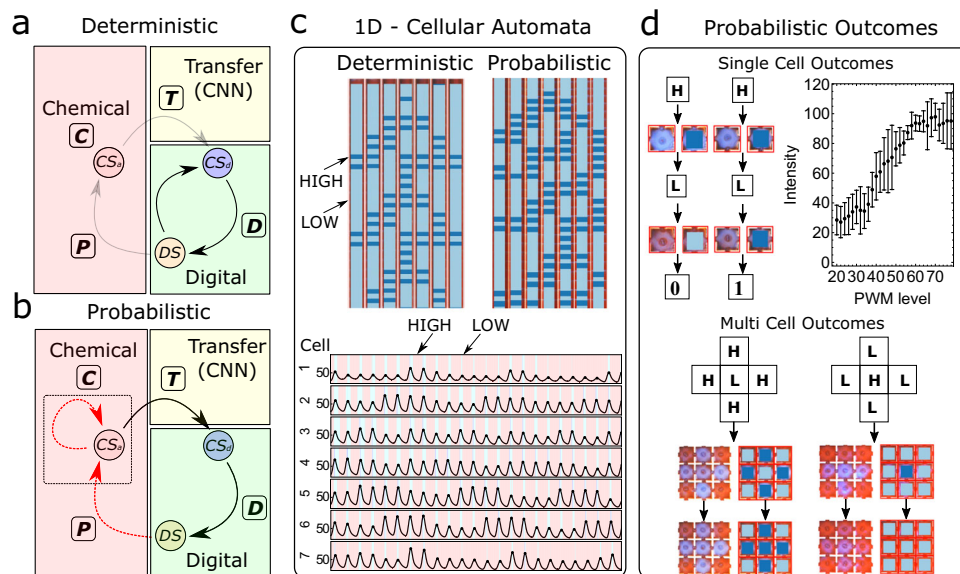 a
Deterministic
Chemical
C
T
Transfer
(CNN)
CSa
CSd
P
DS
D
Digital
b
Probabilistic
Chemical
C
T
Transfer
(CNN)
CSa
CSd
P
DS
D
Digital
c
1D - Cellular Automata
Deterministic
Probabilistic
HIGH
LOW
HIGH
LOW
Cell
1 50
2 50
3 50
4 50
5 50
6 50
7 50
d
Probabilistic Outcomes
Single Cell Outcomes
H H
L L
0 1
Intensity
120
100
80
60
40
20
0
20 30 40 50 60 70
PWM level
Multi Cell Outcomes
H
H L H
H
L
L H L
L